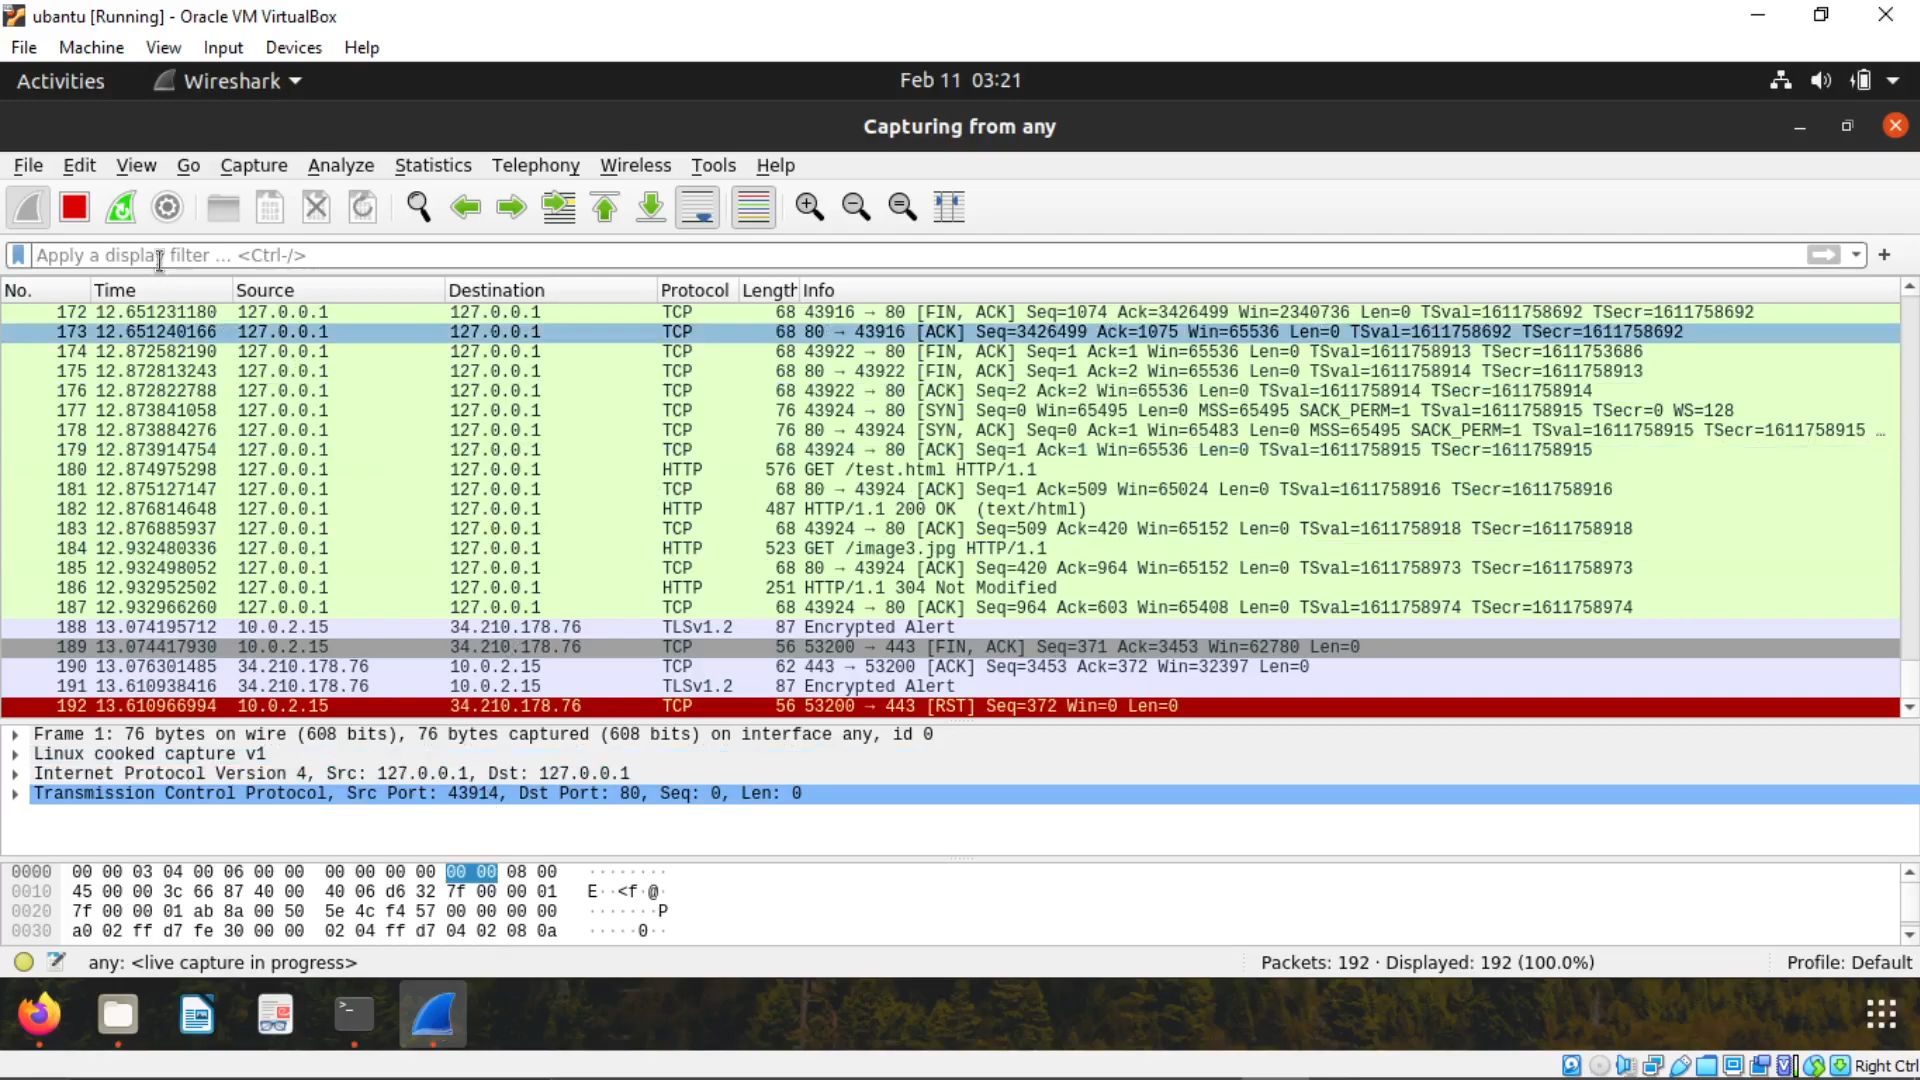 ubantu [Running] - Oracle VM VirtualBox
File Machine View Input Devices Help
Activities Wireshark Feb 11 03:21
Capturing from any
File Edit View Go Capture Analyze Statistics Telephony Wireless Tools Help
Apply a display filter ... <Ctrl-/> +
No. Time Source Destination Protocol Length Info
172 12.651231180 127.0.0.1 127.0.0.1 TCP 68 43916 → 80 [FIN, ACK] Seq=1074 Ack=3426499 Win=2340736 Len=0 TSval=1611758692 TSecr=1611758692
173 12.651240166 127.0.0.1 127.0.0.1 TCP 68 80 → 43916 [ACK] Seq=3426499 Ack=1075 Win=65536 Len=0 TSval=1611758692 TSecr=1611758692
174 12.872582190 127.0.0.1 127.0.0.1 TCP 68 43922 → 80 [FIN, ACK] Seq=1 Ack=1 Win=65536 Len=0 TSval=1611758913 TSecr=1611753686
175 12.872813243 127.0.0.1 127.0.0.1 TCP 68 80 → 43922 [FIN, ACK] Seq=1 Ack=2 Win=65536 Len=0 TSval=1611758914 TSecr=1611758913
176 12.872822788 127.0.0.1 127.0.0.1 TCP 68 43922 → 80 [ACK] Seq=2 Ack=2 Win=65536 Len=0 TSval=1611758914 TSecr=1611758914
177 12.873841058 127.0.0.1 127.0.0.1 TCP 76 43924 → 80 [SYN] Seq=0 Win=65495 Len=0 MSS=65495 SACK_PERM=1 TSval=1611758915 TSecr=0 WS=128
178 12.873884276 127.0.0.1 127.0.0.1 TCP 76 80 → 43924 [SYN, ACK] Seq=0 Ack=1 Win=65483 Len=0 MSS=65495 SACK_PERM=1 TSval=1611758915 TSecr=1611758915 …
179 12.873914754 127.0.0.1 127.0.0.1 TCP 68 43924 → 80 [ACK] Seq=1 Ack=1 Win=65536 Len=0 TSval=1611758915 TSecr=1611758915
180 12.874975298 127.0.0.1 127.0.0.1 HTTP 576 GET /test.html HTTP/1.1
181 12.875127147 127.0.0.1 127.0.0.1 TCP 68 80 → 43924 [ACK] Seq=1 Ack=509 Win=65024 Len=0 TSval=1611758916 TSecr=1611758916
182 12.876814648 127.0.0.1 127.0.0.1 HTTP 487 HTTP/1.1 200 OK (text/html)
183 12.876885937 127.0.0.1 127.0.0.1 TCP 68 43924 → 80 [ACK] Seq=509 Ack=420 Win=65152 Len=0 TSval=1611758918 TSecr=1611758918
184 12.932480336 127.0.0.1 127.0.0.1 HTTP 523 GET /image3.jpg HTTP/1.1
185 12.932498052 127.0.0.1 127.0.0.1 TCP 68 80 → 43924 [ACK] Seq=420 Ack=964 Win=65152 Len=0 TSval=1611758973 TSecr=1611758973
186 12.932952502 127.0.0.1 127.0.0.1 HTTP 251 HTTP/1.1 304 Not Modified
187 12.932966260 127.0.0.1 127.0.0.1 TCP 68 43924 → 80 [ACK] Seq=964 Ack=603 Win=65408 Len=0 TSval=1611758974 TSecr=1611758974
188 13.074195712 10.0.2.15 34.210.178.76 TLSv1.2 87 Encrypted Alert
189 13.074417930 10.0.2.15 34.210.178.76 TCP 56 53200 → 443 [FIN, ACK] Seq=371 Ack=3453 Win=62780 Len=0
190 13.076301485 34.210.178.76 10.0.2.15 TCP 62 443 → 53200 [ACK] Seq=3453 Ack=372 Win=32397 Len=0
191 13.610938416 34.210.178.76 10.0.2.15 TLSv1.2 87 Encrypted Alert
192 13.610966994 10.0.2.15 34.210.178.76 TCP 56 53200 → 443 [RST] Seq=372 Win=0 Len=0
Frame 1: 76 bytes on wire (608 bits), 76 bytes captured (608 bits) on interface any, id 0
Linux cooked capture v1
Internet Protocol Version 4, Src: 127.0.0.1, Dst: 127.0.0.1
Transmission Control Protocol, Src Port: 43914, Dst Port: 80, Seq: 0, Len: 0
0000 00 00 03 04 00 06 00 00 00 00 00 00 00 00 08 00 ········
0010 45 00 00 3c 66 87 40 00 40 06 d6 32 7f 00 00 01 E··<f·@·
0020 7f 00 00 01 ab 8a 00 50 5e 4c f4 57 00 00 00 00 ·······P
0030 a0 02 ff d7 fe 30 00 00 02 04 ff d7 04 02 08 0a ·····0··
any: <live capture in progress> Packets: 192 · Displayed: 192 (100.0%) Profile: Default
Right Ctrl